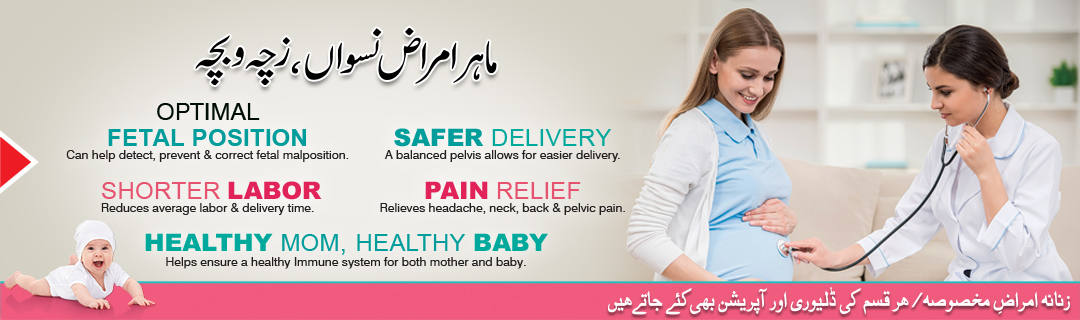 ماہر امراض نسواں، زچہ و بچہ
OPTIMAL
FETAL POSITION
Can help detect, prevent & correct fetal malposition.
SAFER DELIVERY
A balanced pelvis allows for easier delivery.
SHORTER LABOR
Reduces average labor & delivery time.
PAIN RELIEF
Relieves headache, neck, back & pelvic pain.
HEALTHY MOM, HEALTHY BABY
Helps ensure a healthy Immune system for both mother and baby.
زنانہ امراضِ مخصوصہ/ ھر قسم کی ڈلیوری اور آپریشن بھی کئے جاتے ھیں